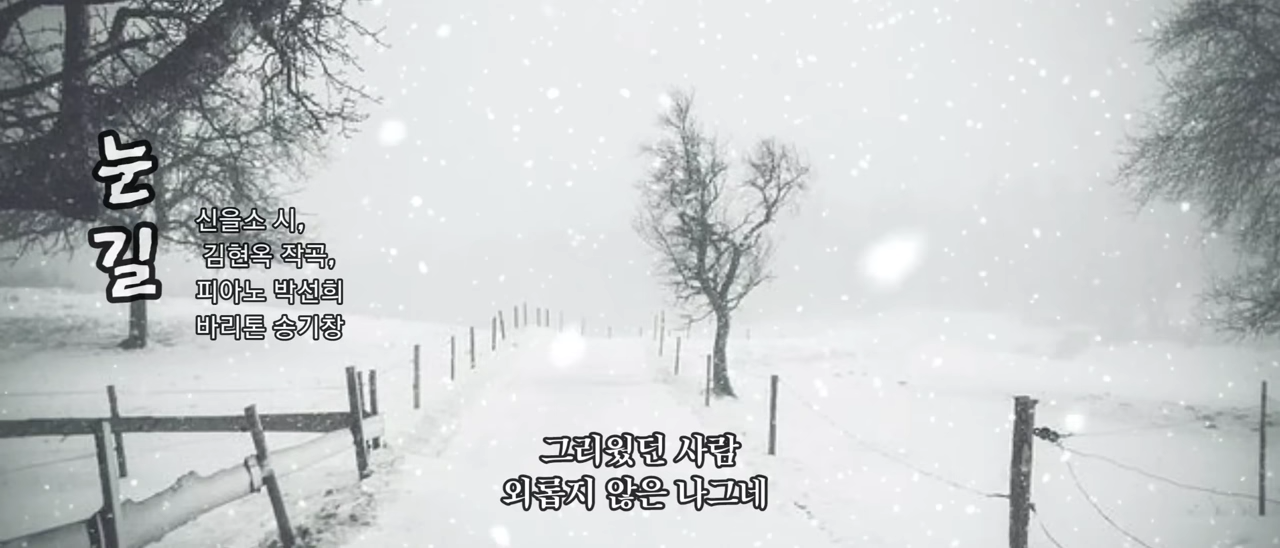 눈
길
신을소 시,
김현옥 작곡,
피아노 박선희
바리톤 송기창
그리웠던 사람
외롭지 않은 나그네